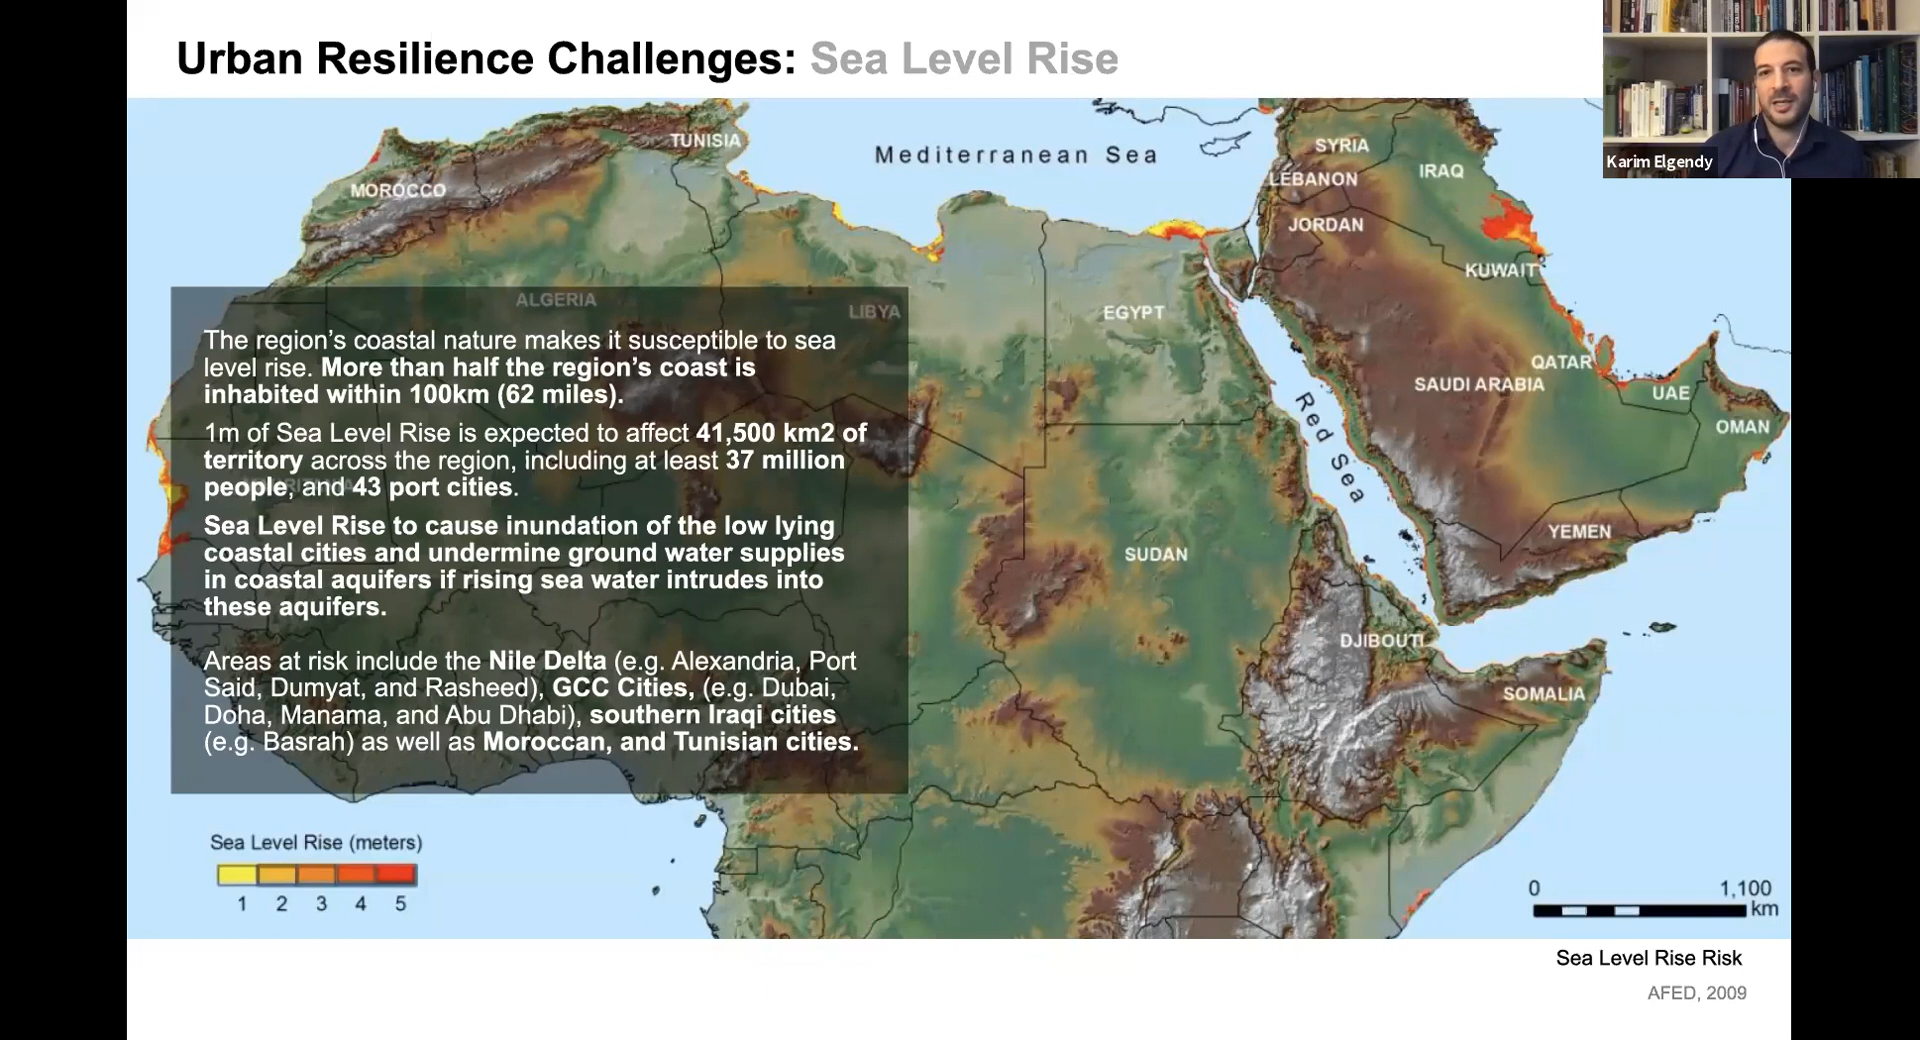 Urban Resilience Challenges: Sea Level Rise
Karim Elgendy
TUNISIA
Mediterranean Sea
SYRIA
MOROCCO
LEBANON
IRAQ
JORDAN
KUWAIT
ALGERIA
LIBYA
EGYPT
QATAR
SAUDI ARABIA
UAE
OMAN
Red Sea
YEMEN
SUDAN
DJIBOUTI
SOMALIA
The region's coastal nature makes it susceptible to sea
level rise. More than half the region's coast is
inhabited within 100km (62 miles).
1m of Sea Level Rise is expected to affect 41,500 km2 of
territory across the region, including at least 37 million
people, and 43 port cities.
Sea Level Rise to cause inundation of the low lying
coastal cities and undermine ground water supplies
in coastal aquifers if rising sea water intrudes into
these aquifers.
Areas at risk include the Nile Delta (e.g. Alexandria, Port
Said, Dumyat, and Rasheed), GCC Cities, (e.g. Dubai,
Doha, Manama, and Abu Dhabi), southern Iraqi cities
(e.g. Basrah) as well as Moroccan, and Tunisian cities.
Sea Level Rise (meters)
1 2 3 4 5
0 1,100
km
Sea Level Rise Risk
AFED, 2009